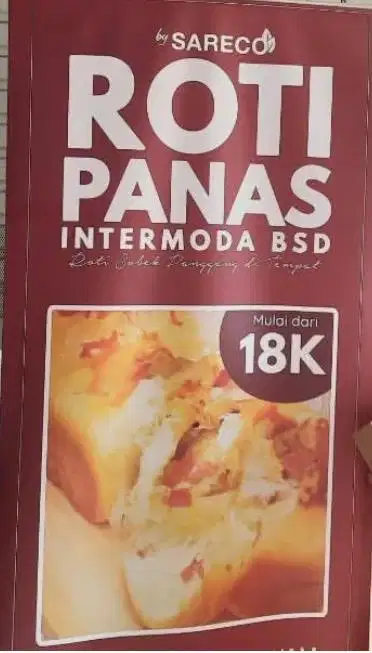 by SARECO
ROTI
PANAS
INTERMODA BSD
Roti Sobek Panggang di Tempat
Mulai dari
18K